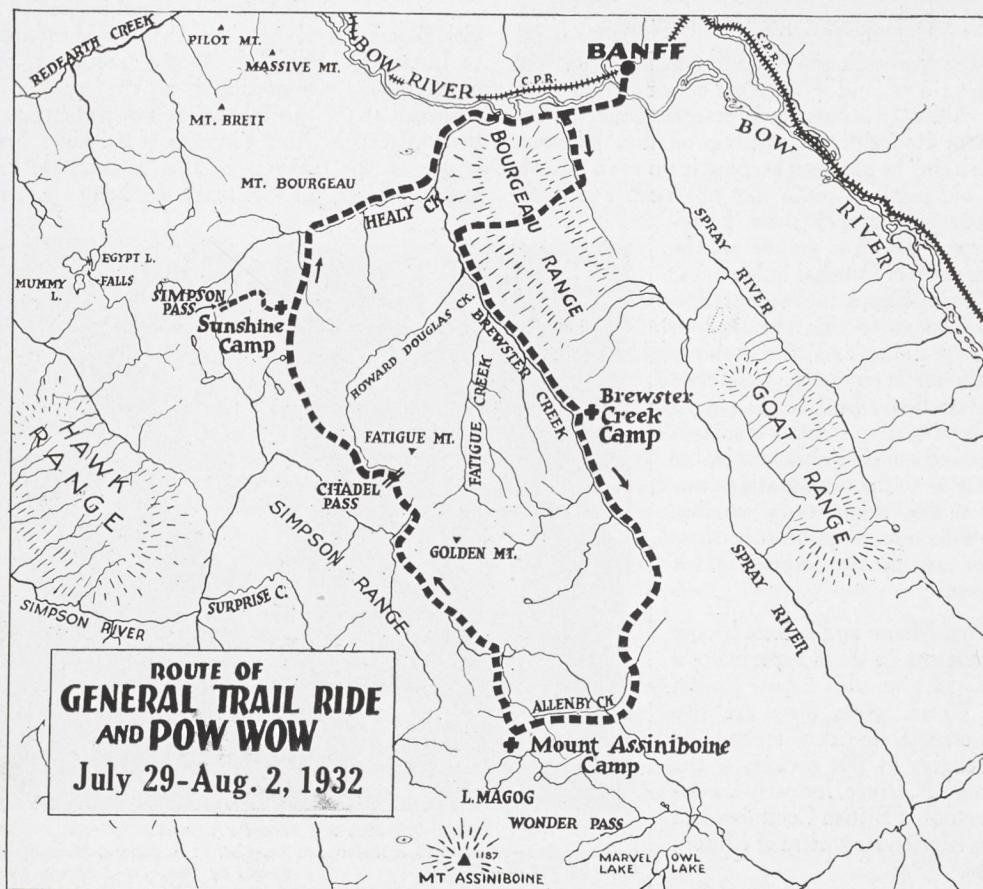 REDEARTH CREEK
PILOT MT.
MASSIVE MT.
MT. BRETT
BOW RIVER
C.P.R.
BANFF
C.P.R.
BOW RIVER
MT. BOURGEAU
HEALY CK.
BOURGEAU RANGE
SPRAY RIVER
EGYPT L.
FALLS
MUMMY
L.
SIMPSON
PASS
Sunshine
Camp
HOWARD DOUGLAS CK.
BREWSTER CREEK
FATIGUE CREEK
Brewster
Creek
Camp
GOAT RANGE
HAWK
RANGE
FATIGUE MT.
CITADEL
PASS
SIMPSON RANGE
GOLDEN MT.
SPRAY RIVER
SIMPSON RIVER
SURPRISE C.
ALLENBY CK.
Mount Assiniboine
Camp
L. MAGOG
WONDER PASS
MARVEL
LAKE
OWL
LAKE
1187
MT ASSINIBOINE
ROUTE OF
GENERAL TRAIL RIDE
AND POW WOW
July 29-Aug. 2, 1932